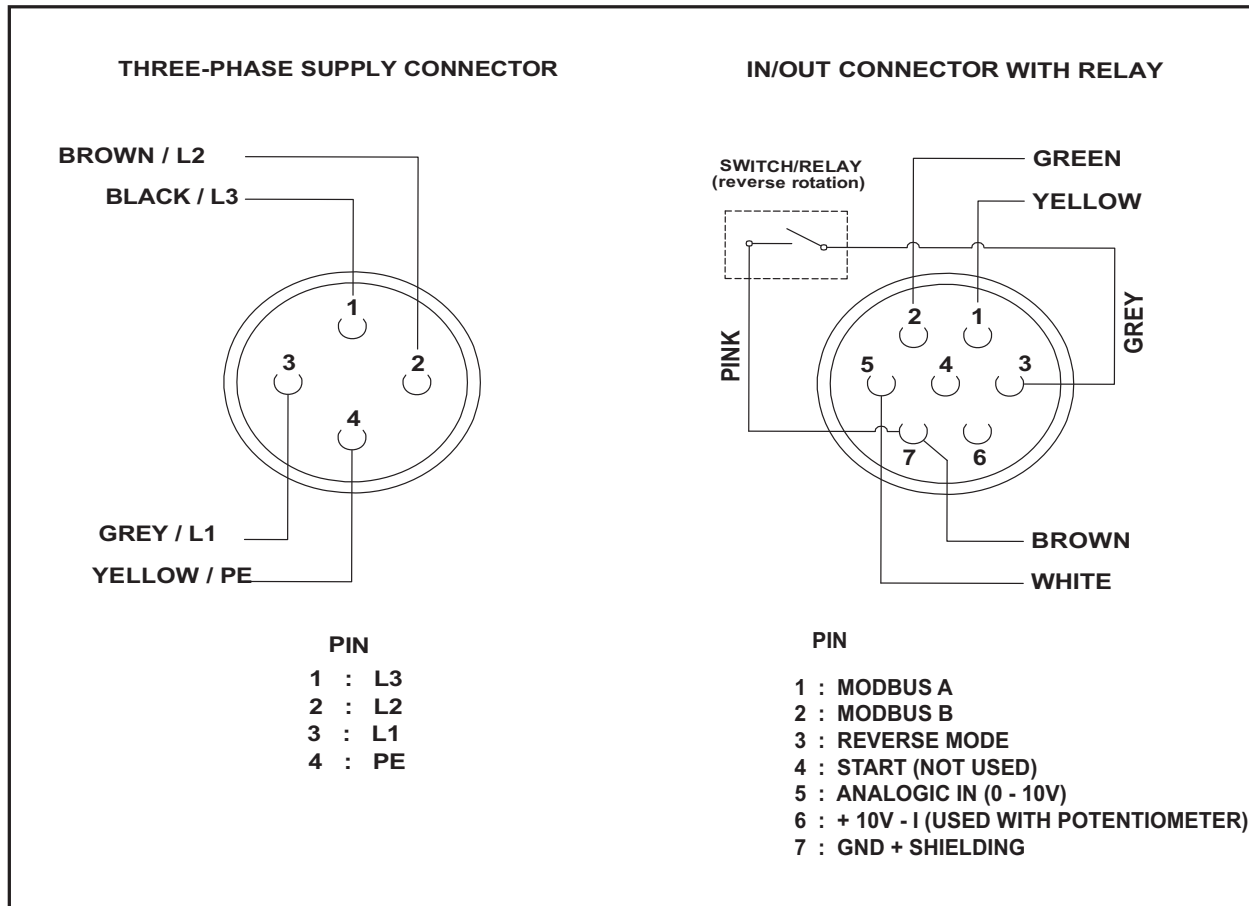 THREE-PHASE SUPPLY CONNECTOR
BROWN / L2
BLACK / L3
1
3
2
4
GREY / L1
YELLOW / PE
PIN
1 : L3
2 : L2
3 : L1
4 : PE
IN/OUT CONNECTOR WITH RELAY
SWITCH/RELAY
(reverse rotation)
GREEN
YELLOW
PINK
GREY
2 1
5 4 3
7 6
BROWN
WHITE
PIN
1 : MODBUS A
2 : MODBUS B
3 : REVERSE MODE
4 : START (NOT USED)
5 : ANALOGIC IN (0 - 10V)
6 : + 10V - I (USED WITH POTENTIOMETER)
7 : GND + SHIELDING